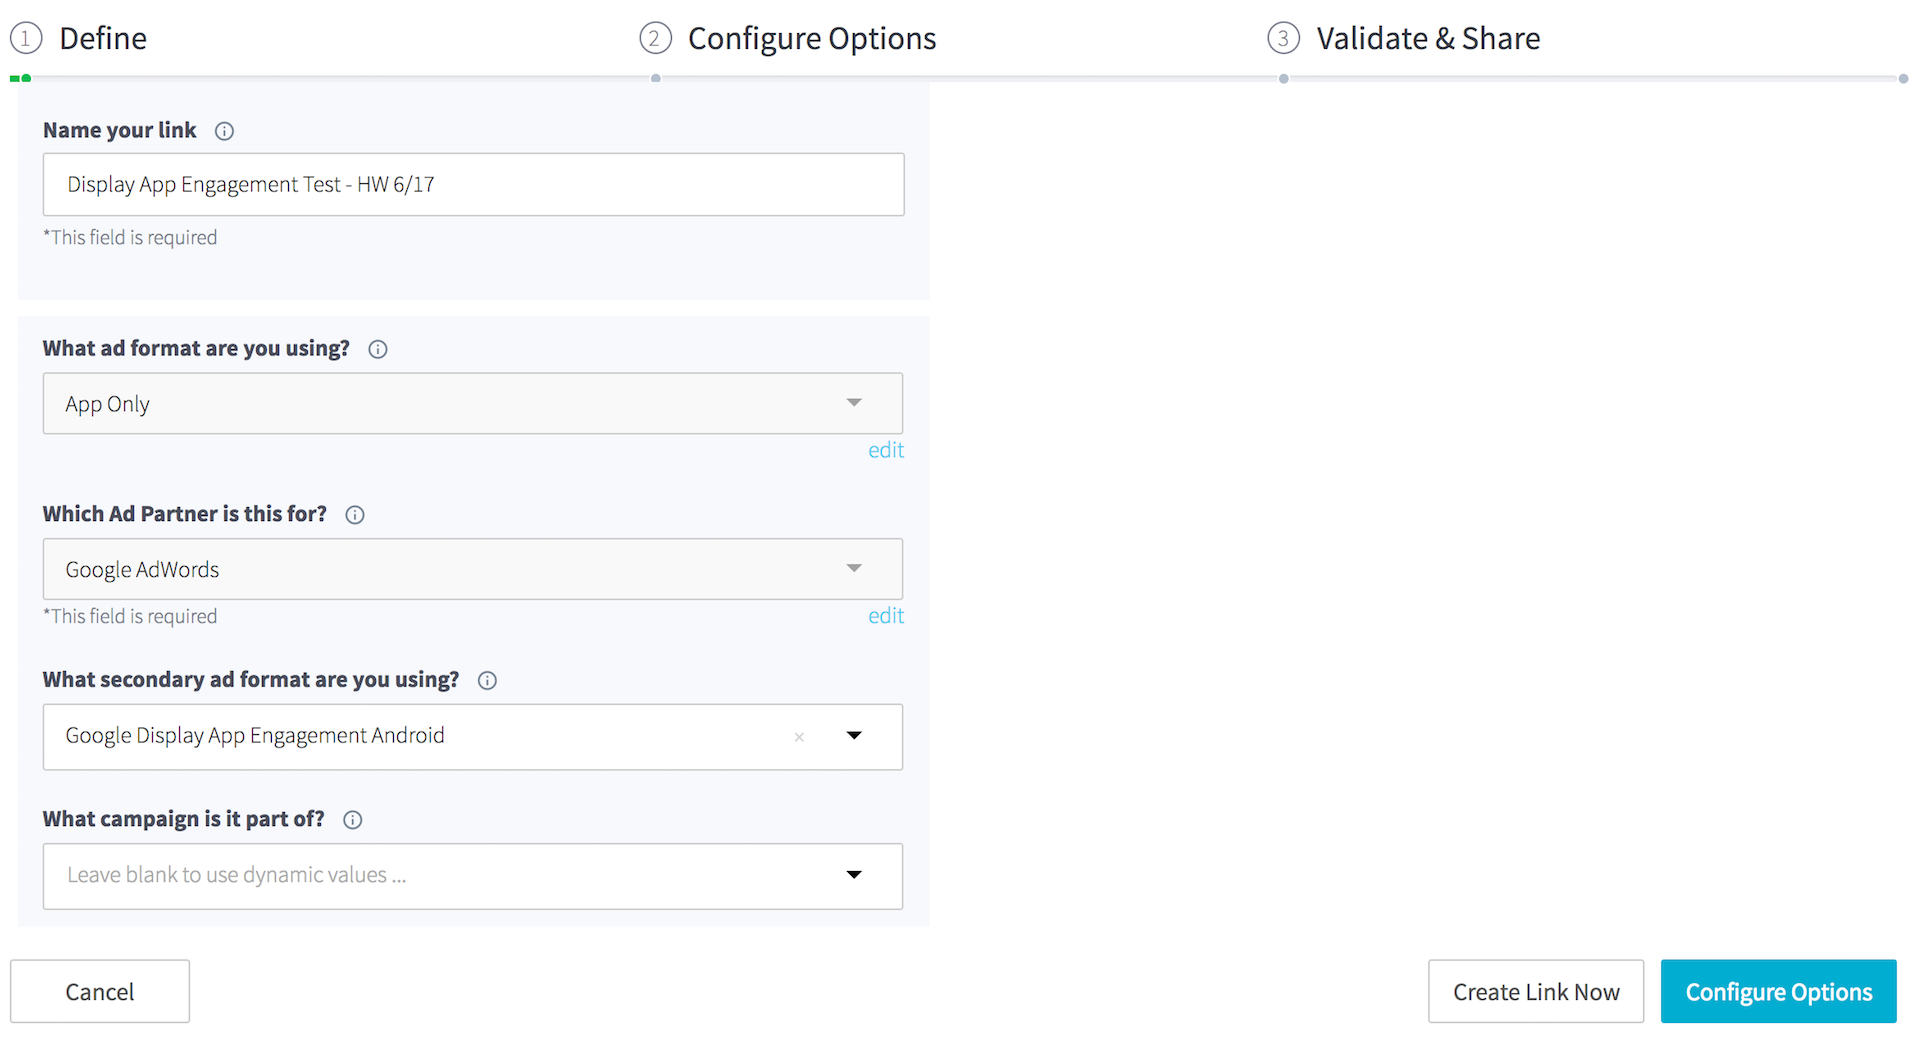 1 Define
2 Configure Options
3 Validate & Share
Name your link
Display App Engagement Test - HW 6/17
*This field is required
What ad format are you using?
App Only
edit
Which Ad Partner is this for?
Google AdWords
*This field is required
edit
What secondary ad format are you using?
Google Display App Engagement Android
What campaign is it part of?
Leave blank to use dynamic values ...
Cancel
Create Link Now
Configure Options